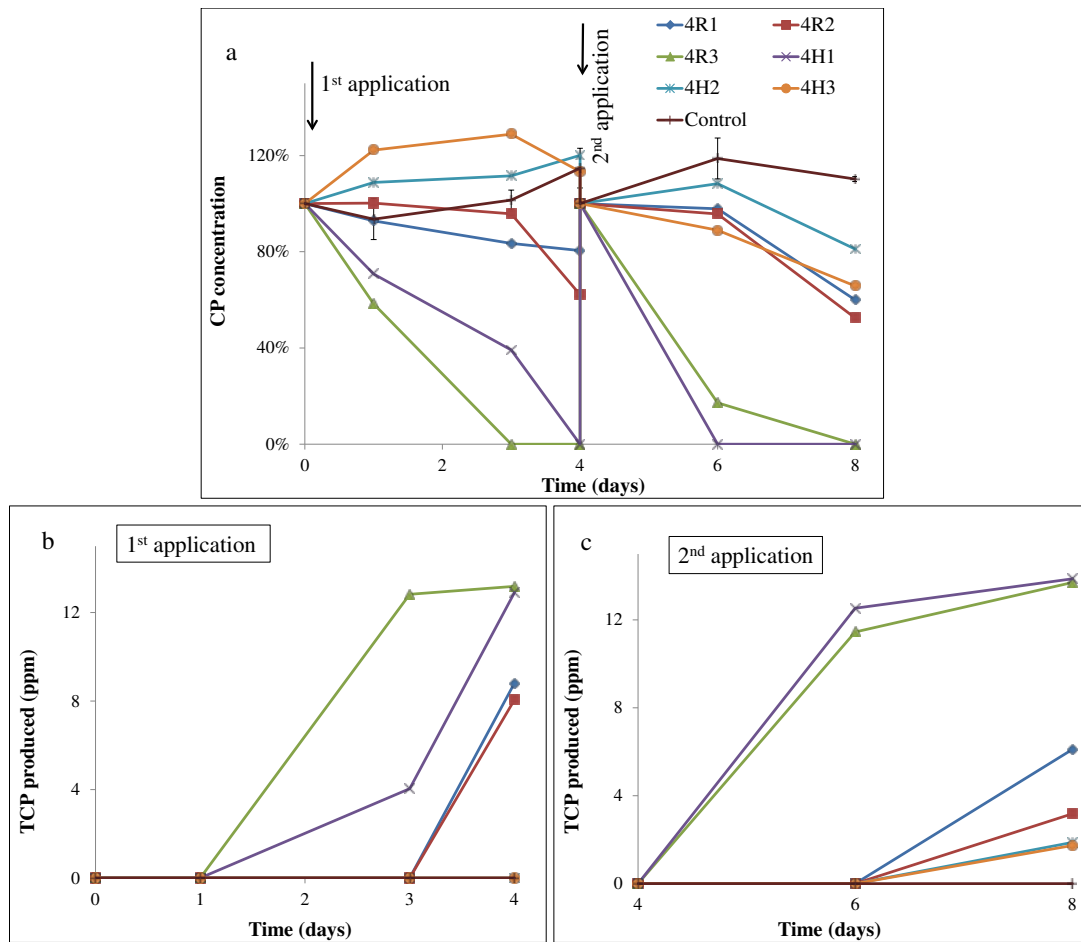 a
1st application
2nd application
4R1
4R2
4R3
4H1
4H2
4H3
Control
CP concentration
120%
80%
40%
0%
0
2
4
6
8
Time (days)
b
1st application
TCP produced (ppm)
12
8
4
0
0
1
2
3
4
Time (days)
c
2nd application
TCP produced (ppm)
12
8
4
0
4
6
8
Time (days)